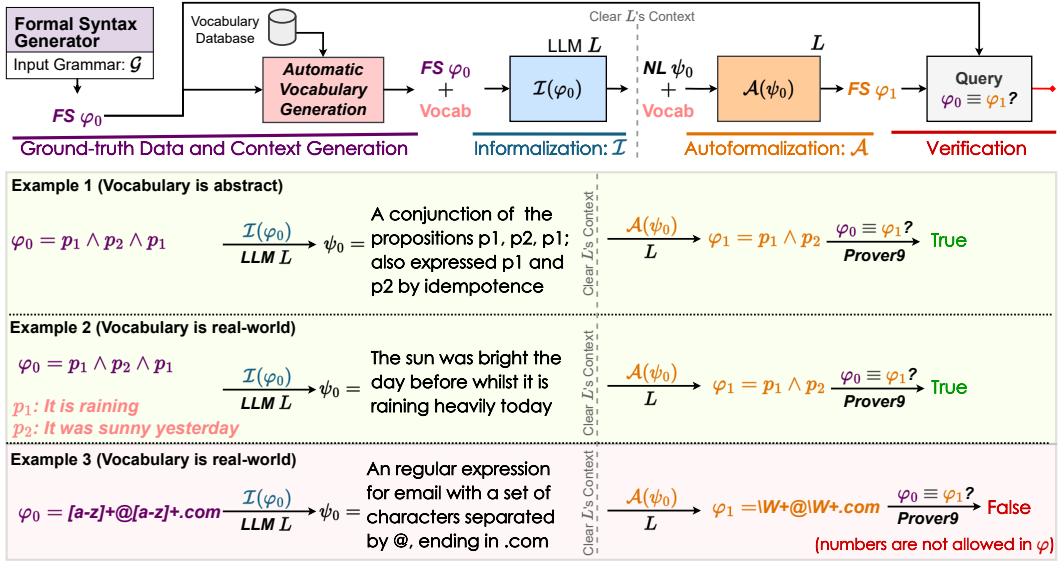 Formal Syntax
Generator
Input Grammar: 𝒢
Vocabulary
Database
Clear L's Context
LLM L
L
FS φ₀
Automatic
Vocabulary
Generation
FS φ₀
+
Vocab
ℐ(φ₀)
NL ψ₀
+
Vocab
𝒜(ψ₀)
FS φ₁
Query
φ₀ ≡ φ₁?
Ground-truth Data and Context Generation
Informalization: ℐ
Autoformalization: 𝒜
Verification
Example 1 (Vocabulary is abstract)
φ₀ = p₁ ∧ p₂ ∧ p₁
ℐ(φ₀)
LLM L
ψ₀ =
A conjunction of the
propositions p1, p2, p1;
also expressed p1 and
p2 by idempotence
Clear L's Context
𝒜(ψ₀)
L
φ₁ = p₁ ∧ p₂
φ₀ ≡ φ₁?
Prover9
True
Example 2 (Vocabulary is real-world)
φ₀ = p₁ ∧ p₂ ∧ p₁
p₁: It is raining
p₂: It was sunny yesterday
ℐ(φ₀)
LLM L
ψ₀ =
The sun was bright the
day before whilst it is
raining heavily today
Clear L's Context
𝒜(ψ₀)
L
φ₁ = p₁ ∧ p₂
φ₀ ≡ φ₁?
Prover9
True
Example 3 (Vocabulary is real-world)
φ₀ = [a-z]+@[a-z]+.com
ℐ(φ₀)
LLM L
ψ₀ =
An regular expression
for email with a set of
characters separated
by @, ending in .com
Clear L's Context
𝒜(ψ₀)
L
φ₁ =\W+@\W+.com
φ₀ ≡ φ₁?
Prover9
False
(numbers are not allowed in φ)